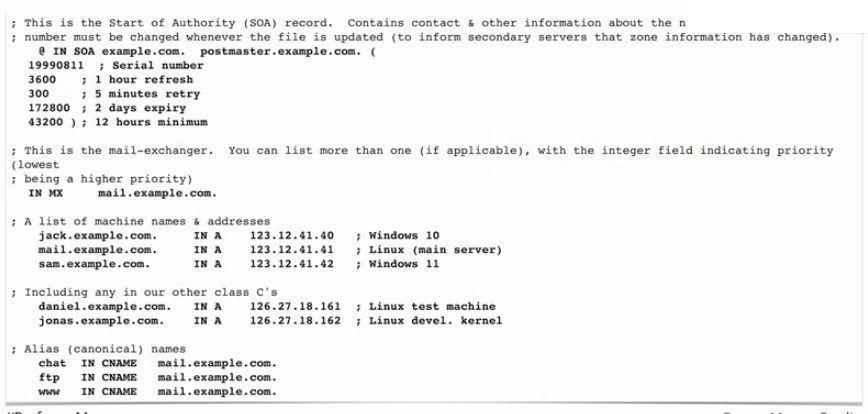 ; This is the Start of Authority (SOA) record.  Contains contact & other information about the n
; number must be changed whenever the file is updated (to inform secondary servers that zone information has changed).
@ IN SOA example.com.  postmaster.example.com. (
19990811  ; Serial number
3600    ; 1 hour refresh
300     ; 5 minutes retry
172800  ; 2 days expiry
43200 ) ; 12 hours minimum
; This is the mail-exchanger.  You can list more than one (if applicable), with the integer field indicating priority
(lowest
; being a higher priority)
IN MX     mail.example.com.
; A list of machine names & addresses
jack.example.com.     IN A    123.12.41.40   ; Windows 10
mail.example.com.     IN A    123.12.41.41   ; Linux (main server)
sam.example.com.      IN A    123.12.41.42   ; Windows 11
; Including any in our other class C's
daniel.example.com.   IN A    126.27.18.161  ; Linux test machine
jonas.example.com.    IN A    126.27.18.162  ; Linux devel. kernel
; Alias (canonical) names
chat  IN CNAME   mail.example.com.
ftp   IN CNAME   mail.example.com.
www   IN CNAME   mail.example.com.